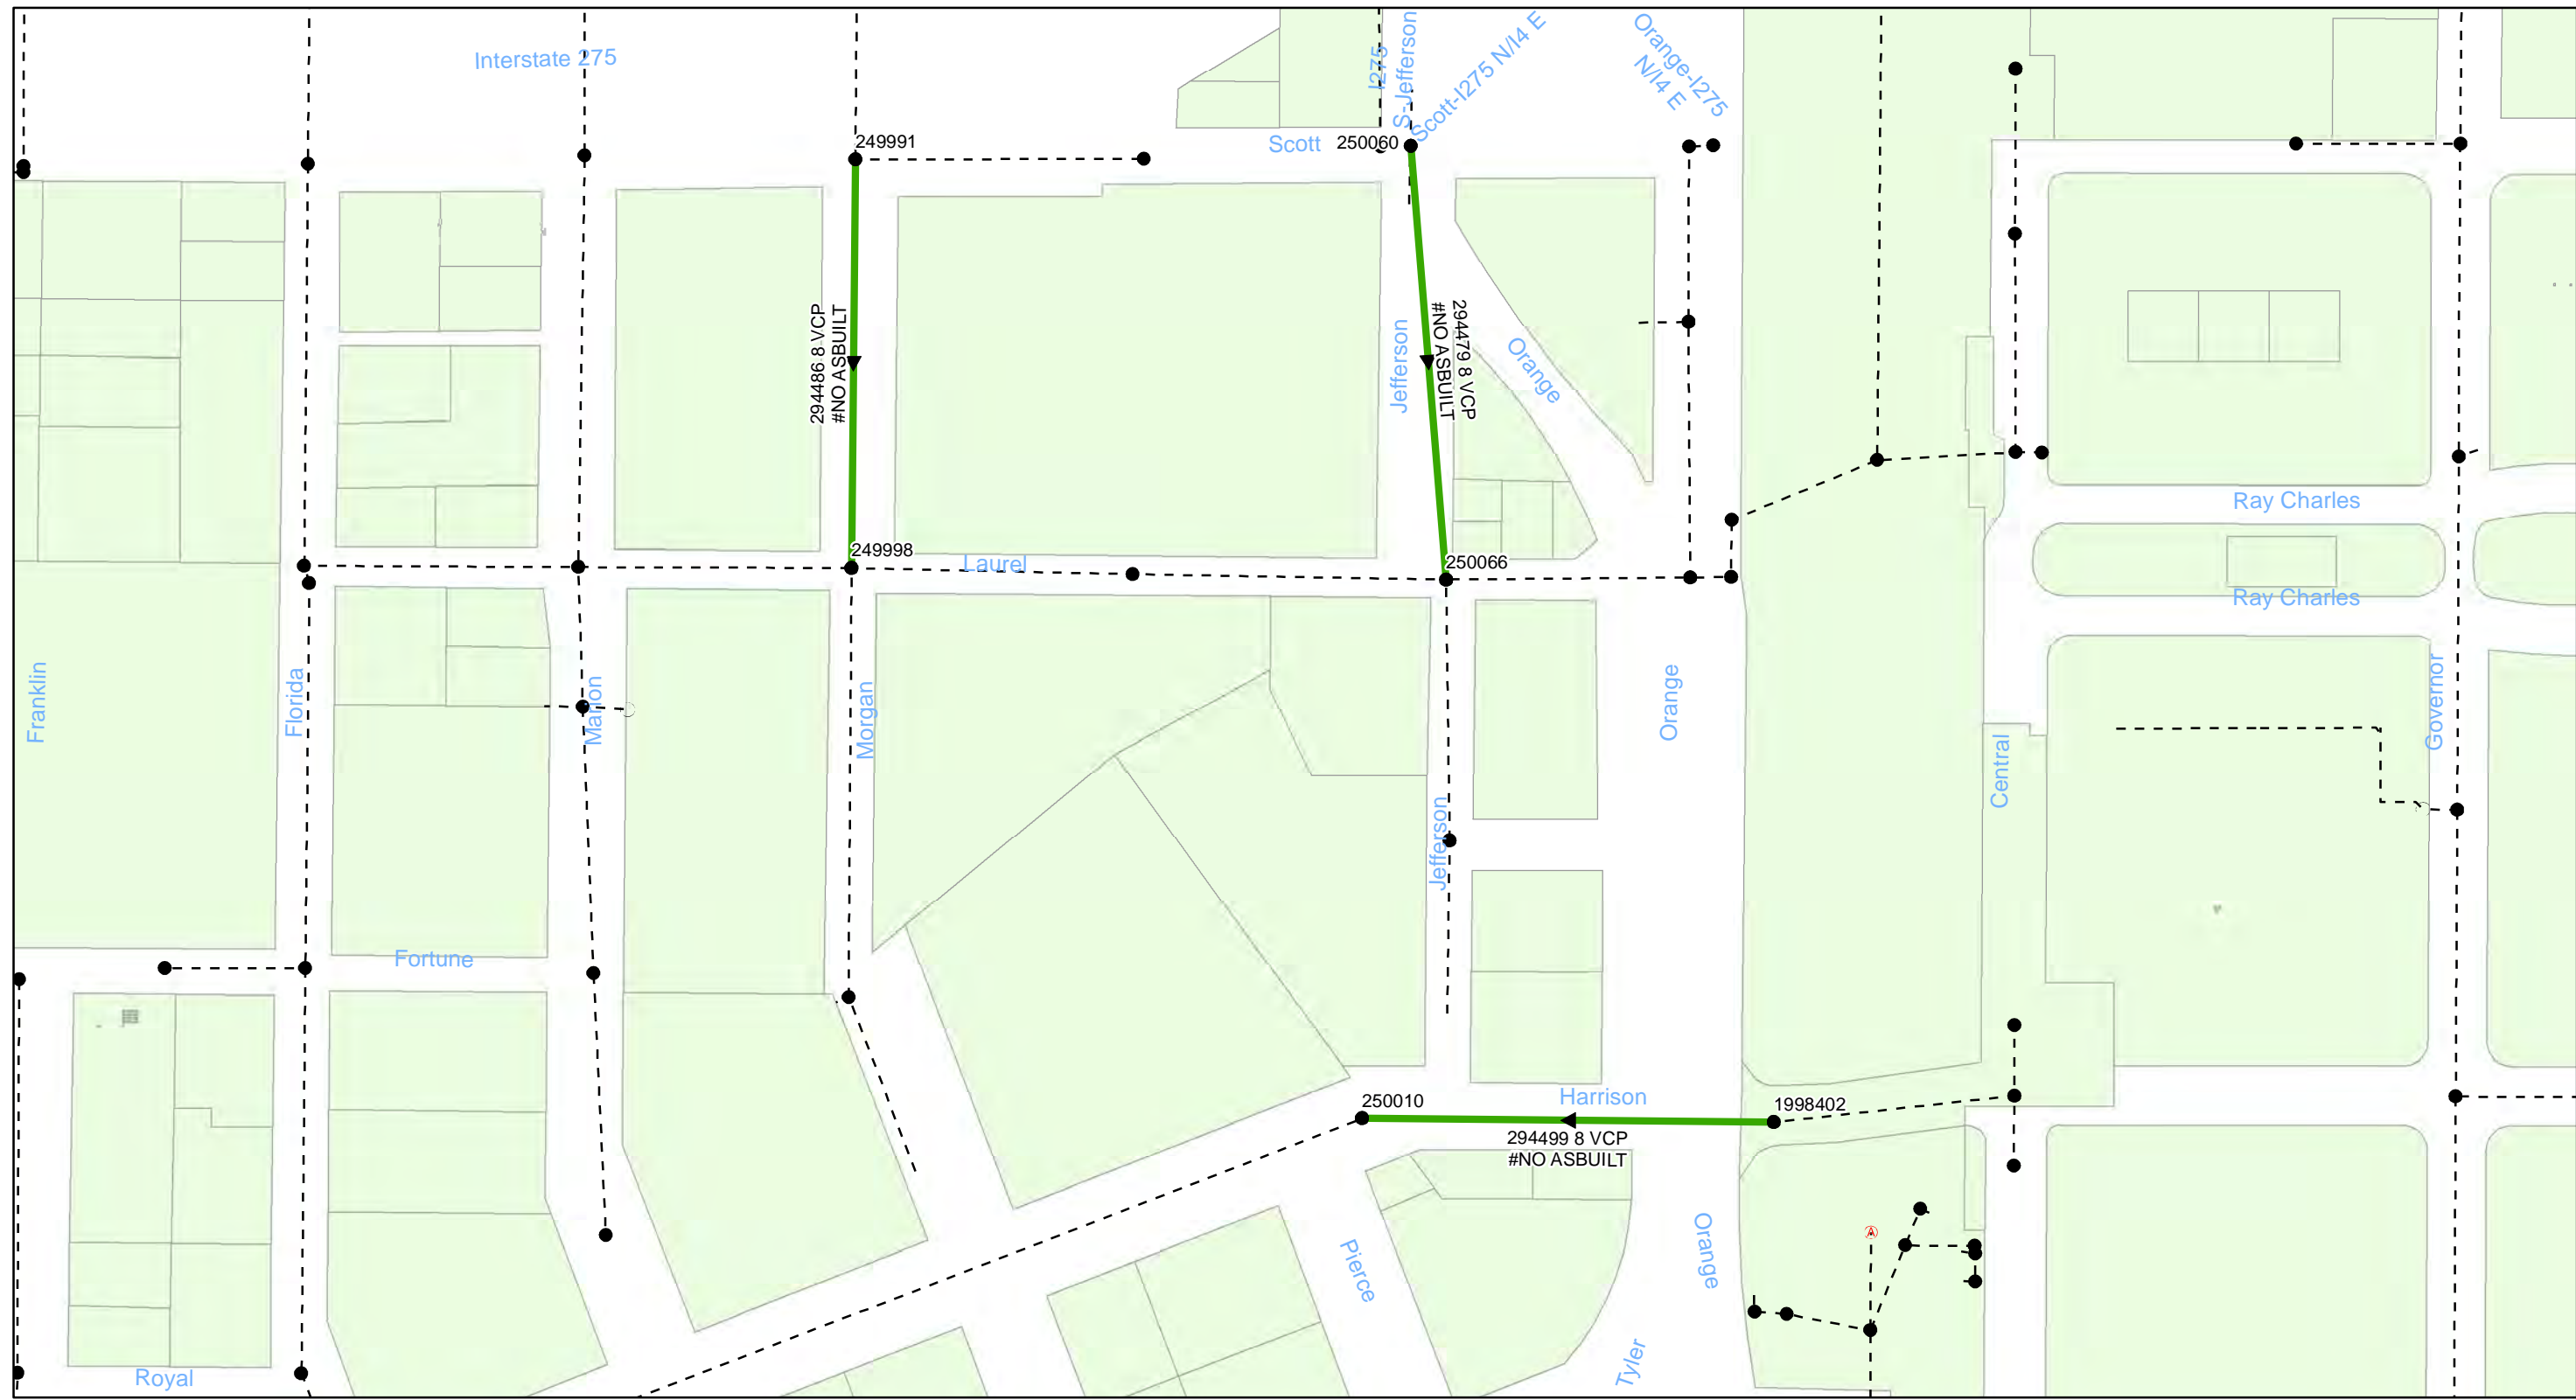 Interstate 275
I275
S-Jefferson
Scott-I275 N/I4 E
Orange-I275
N/I4 E
249991
Scott
250060
294486 8 VCP
#NO ASBUILT
Jefferson
294479 8 VCP
#NO ASBUILT
Orange
249998
Laurel
250066
Ray Charles
Ray Charles
Franklin
Florida
Marion
Morgan
Jefferson
Orange
Central
Governor
Fortune
250010
Harrison
1998402
294499 8 VCP
#NO ASBUILT
Pierce
Orange
A
Tyler
Royal